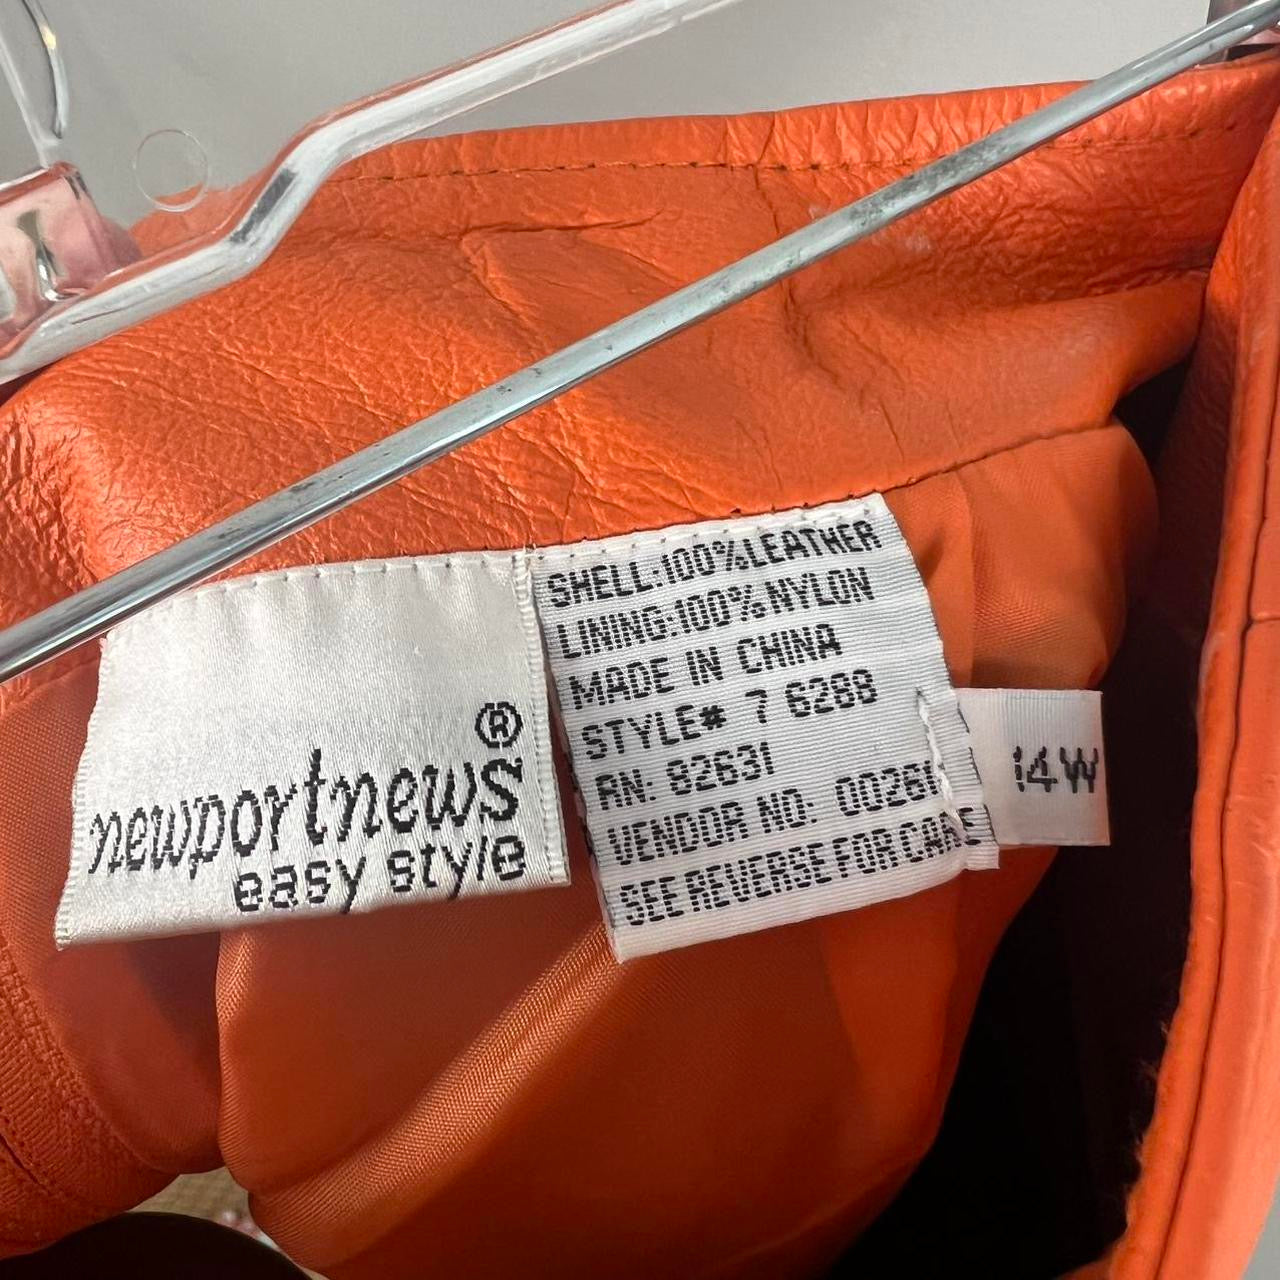 newportnews®
easy style
SHELL:100%LEATHER
LINING:100%NYLON
MADE IN CHINA
STYLE# 7 6288
RN: 82631
VENDOR NO: 00261
SEE REVERSE FOR CARE
14W